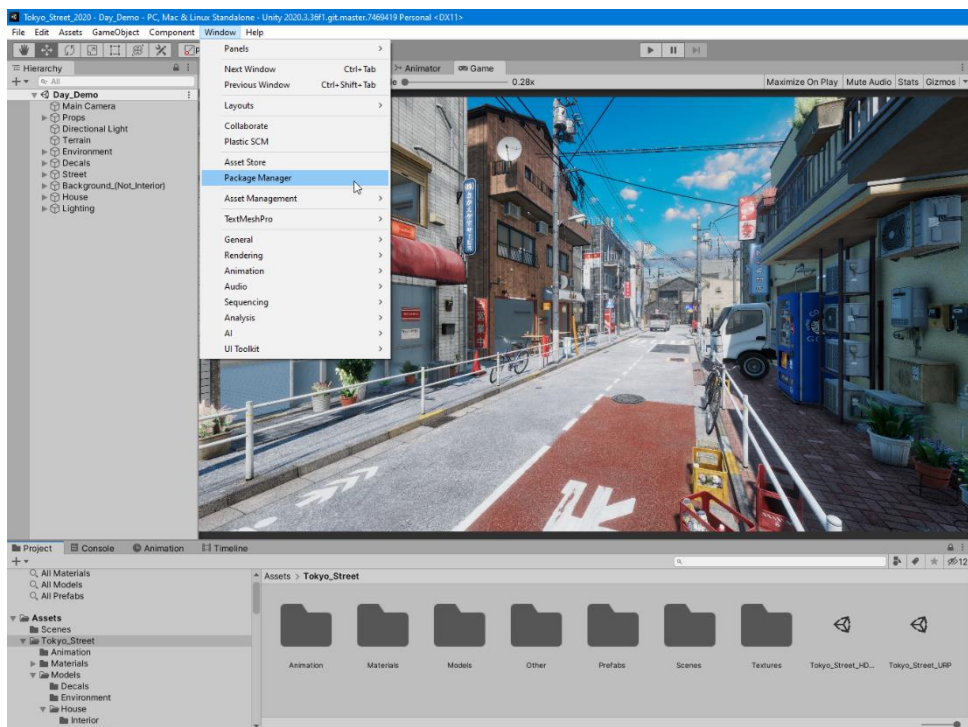 Tokyo_Street_2020 - Day_Demo - PC, Mac & Linux Standalone - Unity 2020.3.36f1.git.master.7469419 Personal <DX11>
File Edit Assets GameObject Component Window Help
Hierarchy
All
Day_Demo
Main Camera
Props
Directional Light
Terrain
Environment
Decals
Street
Background_(Not_Interior)
House
Lighting
Panels
Next Window Ctrl+Tab
Previous Window Ctrl+Shift+Tab
Layouts
Collaborate
Plastic SCM
Asset Store
Package Manager
Asset Management
TextMeshPro
General
Rendering
Animation
Audio
Sequencing
Analysis
AI
UI Toolkit
Animator Game
0.28x
Maximize On Play Mute Audio Stats Gizmos
営業中
Project Console Animation Timeline
12
All Materials
All Models
All Prefabs
Assets
Scenes
Tokyo_Street
Animation
Materials
Models
Decals
Environment
House
Interior
Assets > Tokyo_Street
Animation Materials Models Other Prefabs Scenes Textures Tokyo_Street_HD... Tokyo_Street_URP